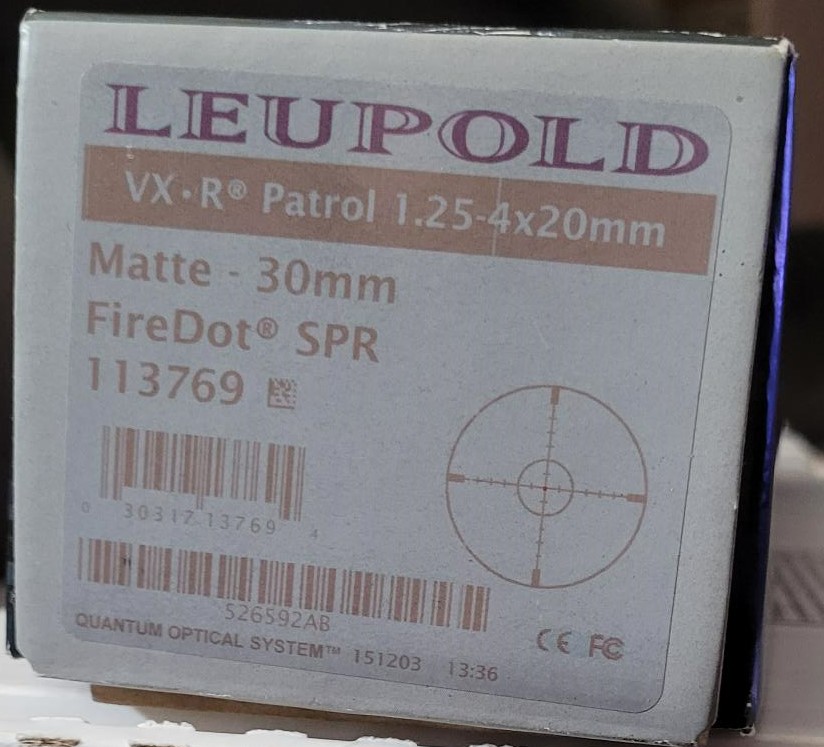 LEUPOLD
VX·R® Patrol 1.25-4x20mm
Matte - 30mm
FireDot® SPR
113769
0 30317 13769 4
526592AB
QUANTUM OPTICAL SYSTEM™ 151203 13:36
CE FC